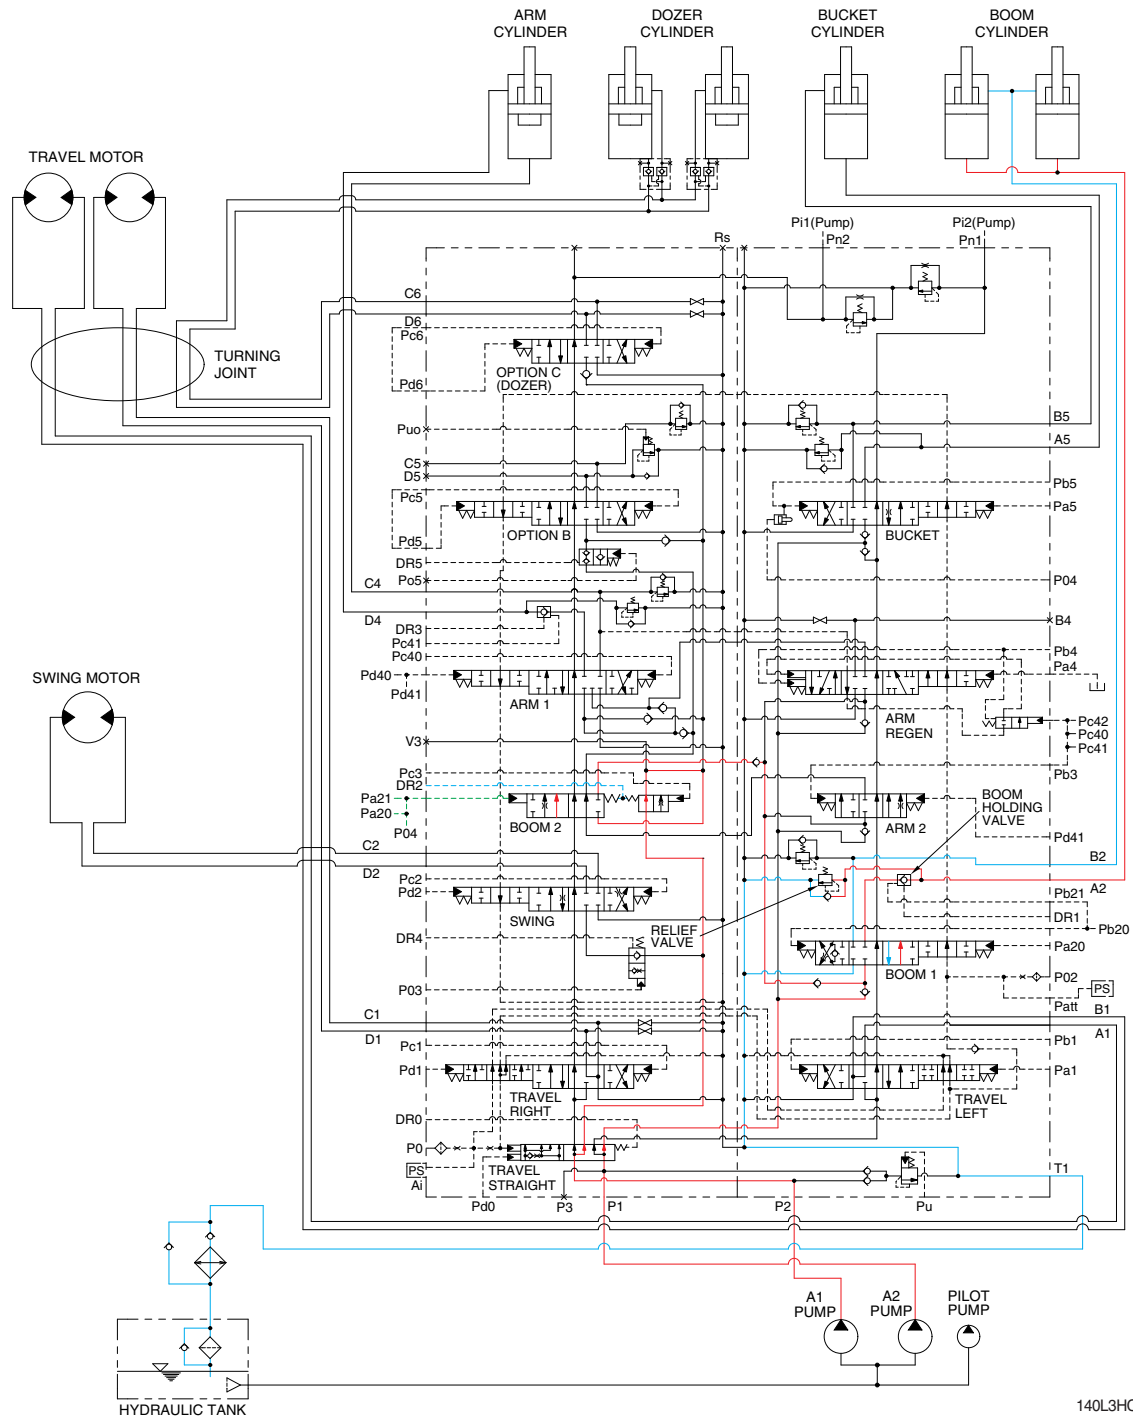 ARM
CYLINDER
DOZER
CYLINDER
BUCKET
CYLINDER
BOOM
CYLINDER
TRAVEL MOTOR
TURNING
JOINT
Pi1(Pump)
Pn2
Pi2(Pump)
Pn1
Rs
C6
D6
Pc6
Pd6
OPTION C
(DOZER)
Puo
C5
D5
Pc5
Pd5
OPTION B
DR5
Po5
C4
D4
DR3
Pc41
Pc40
Pd40
Pd41
ARM 1
B5
A5
Pb5
Pa5
BUCKET
P04
B4
Pb4
Pa4
ARM
REGEN
Pc42
Pc40
Pc41
Pb3
SWING MOTOR
V3
Pc3
DR2
Pa21
Pa20
P04
BOOM 2
ARM 2
BOOM
HOLDING
VALVE
Pd41
C2
D2
Pc2
Pd2
SWING
B2
A2
Pb21
DR1
Pb20
Pa20
RELIEF
VALVE
BOOM 1
DR4
P03
P02
PS
Patt
C1
D1
Pc1
Pd1
TRAVEL
RIGHT
B1
A1
Pb1
Pa1
TRAVEL
LEFT
DR0
P0
PS
Ai
TRAVEL
STRAIGHT
Pd0
P3
P1
P2
Pu
T1
A1
PUMP
A2
PUMP
PILOT
PUMP
HYDRAULIC TANK